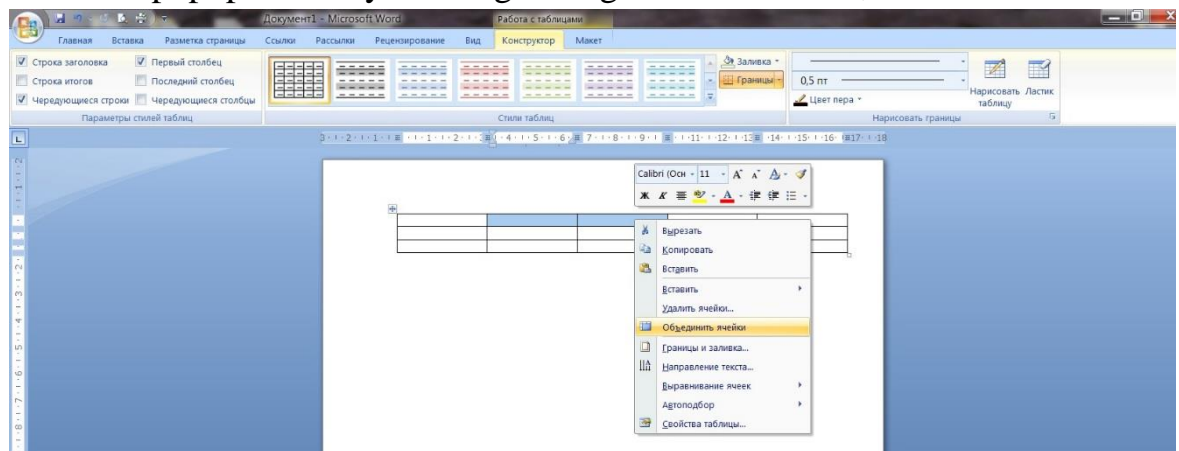 Документ1 - Microsoft Word
Работа с таблицами
Главная Вставка Разметка страницы Ссылки Рассылки Рецензирование Вид Конструктор Макет
Строка заголовка Первый столбец
Строка итогов Последний столбец
Чередующиеся строки Чередующиеся столбцы
Параметры стилей таблиц
Стили таблиц
Заливка
Границы
0,5 пт
Цвет пера
Нарисовать таблицу
Ластик
Нарисовать границы
Calibri (Осн 11
Ж К
Вырезать
Копировать
Вставить
Вставить
Удалить ячейки...
Объединить ячейки
Границы и заливка...
Направление текста...
Выравнивание ячеек
Автоподбор
Свойства таблицы...